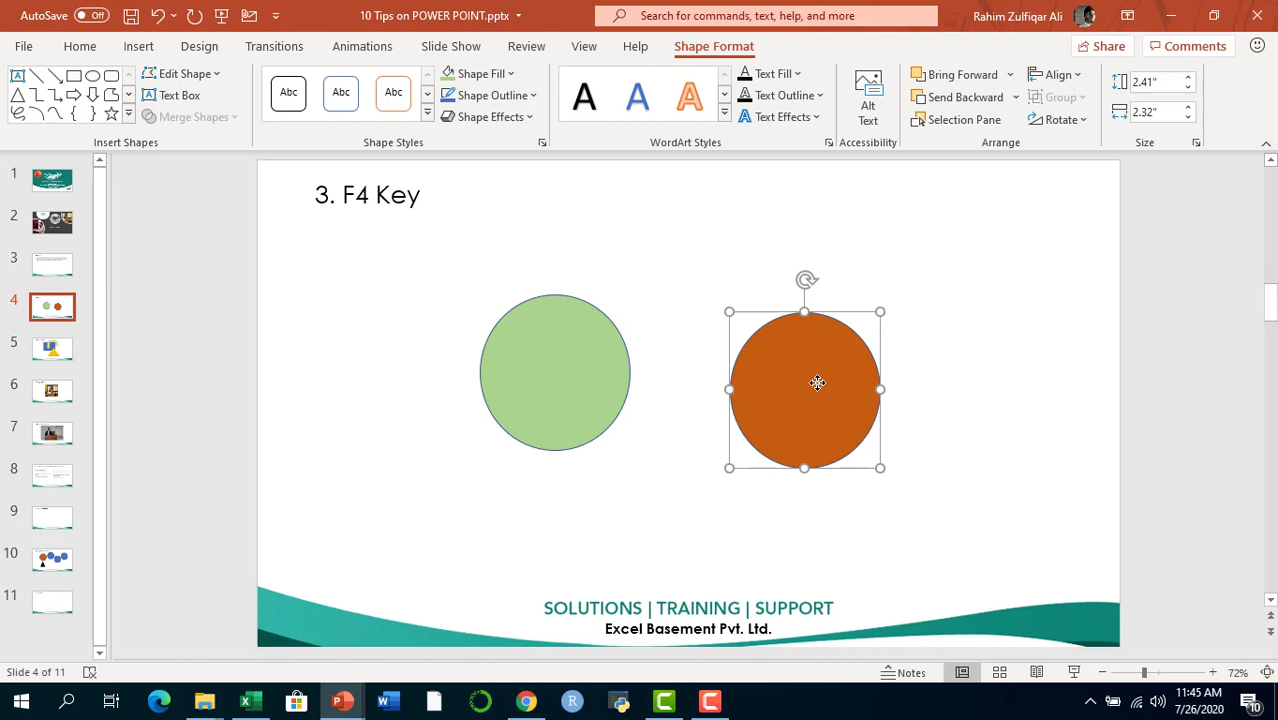 AutoSave Off 10 Tips on POWER POINT.pptx Search for commands, text, help, and more Rahim Zulfiqar Ali
File Home Insert Design Transitions Animations Slide Show Review View Help Shape Format Share Comments
Edit Shape
Text Box
Merge Shapes
Insert Shapes
Abc Abc Abc
Shape Fill
Shape Outline
Shape Effects
Shape Styles
A A A
Text Fill
Text Outline
Text Effects
WordArt Styles
Alt
Text
Accessibility
Bring Forward
Send Backward
Selection Pane
Align
Group
Rotate
Arrange
2.41"
2.32"
Size
1
2
3
4
5
6
7
8
9
10
11
3. F4 Key
SOLUTIONS | TRAINING | SUPPORT
Excel Basement Pvt. Ltd.
Slide 4 of 11 Notes 72%
11:45 AM
7/26/2020
10